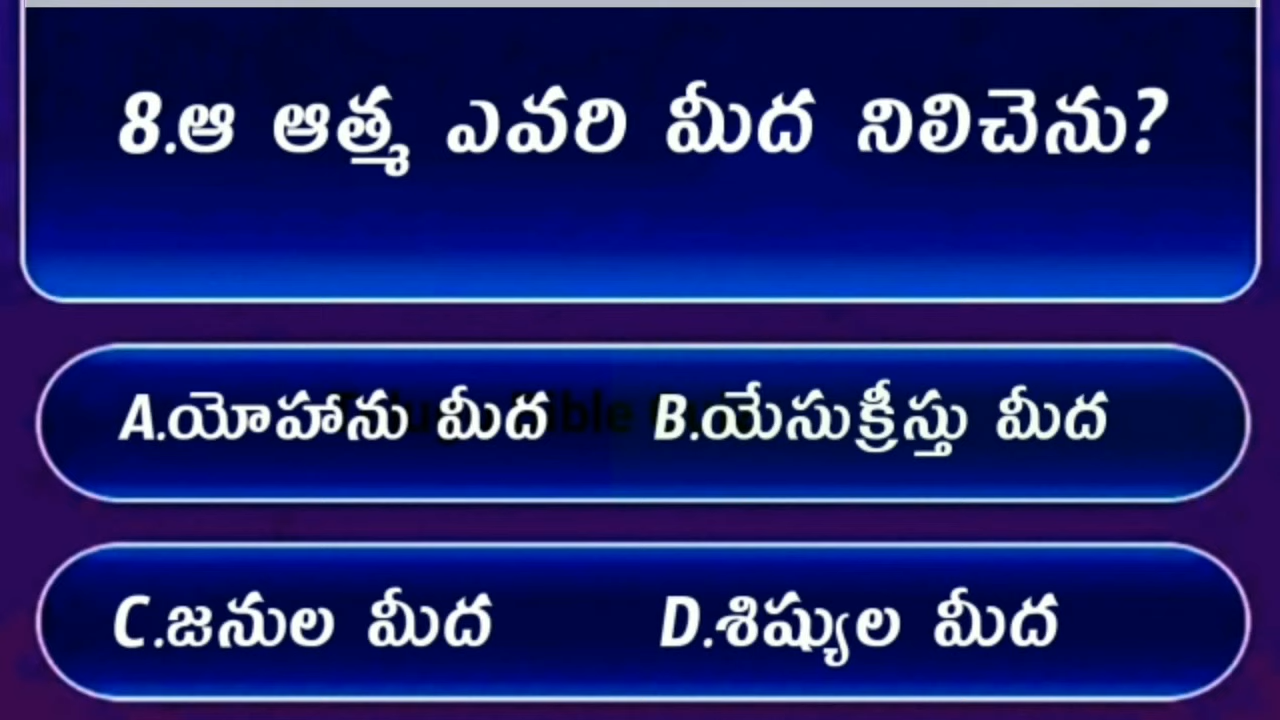 8.ఆ ఆత్మ ఎవరి మీద నిలిచెను?
A.యోహాను మీద B.యేసుక్రీస్తు మీద
C.జనుల మీద D.శిష్యుల మీద